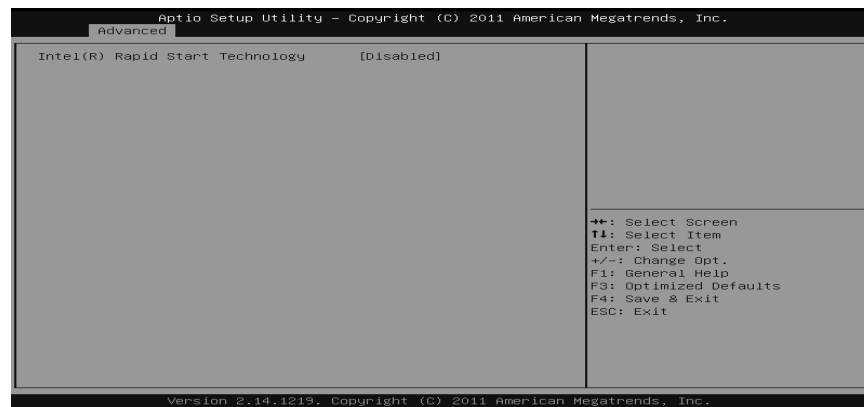 Aptio Setup Utility – Copyright (C) 2011 American Megatrends, Inc.
Advanced
Intel(R) Rapid Start Technology [Disabled]
→←: Select Screen
↑↓: Select Item
Enter: Select
+/-: Change Opt.
F1: General Help
F3: Optimized Defaults
F4: Save & Exit
ESC: Exit
Version 2.14.1219. Copyright (C) 2011 American Megatrends, Inc.